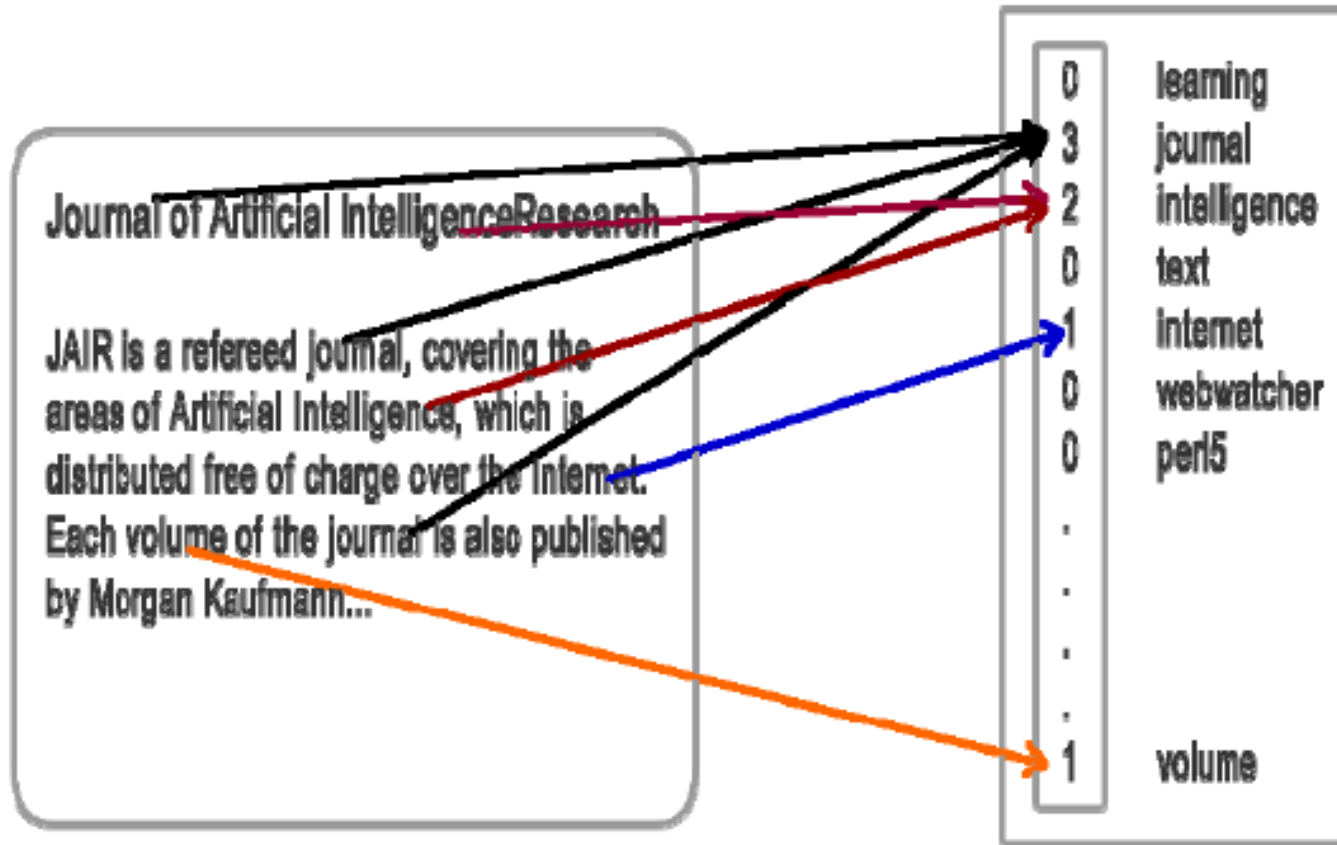 Journal of Artificial IntelligenceResearch
JAIR is a refereed journal, covering the
areas of Artificial Intelligence, which is
distributed free of charge over the Internet.
Each volume of the journal is also published
by Morgan Kaufmann...
0 learning
3 journal
2 intelligence
0 text
1 internet
0 webwatcher
0 perl5
.
.
.
.
1 volume